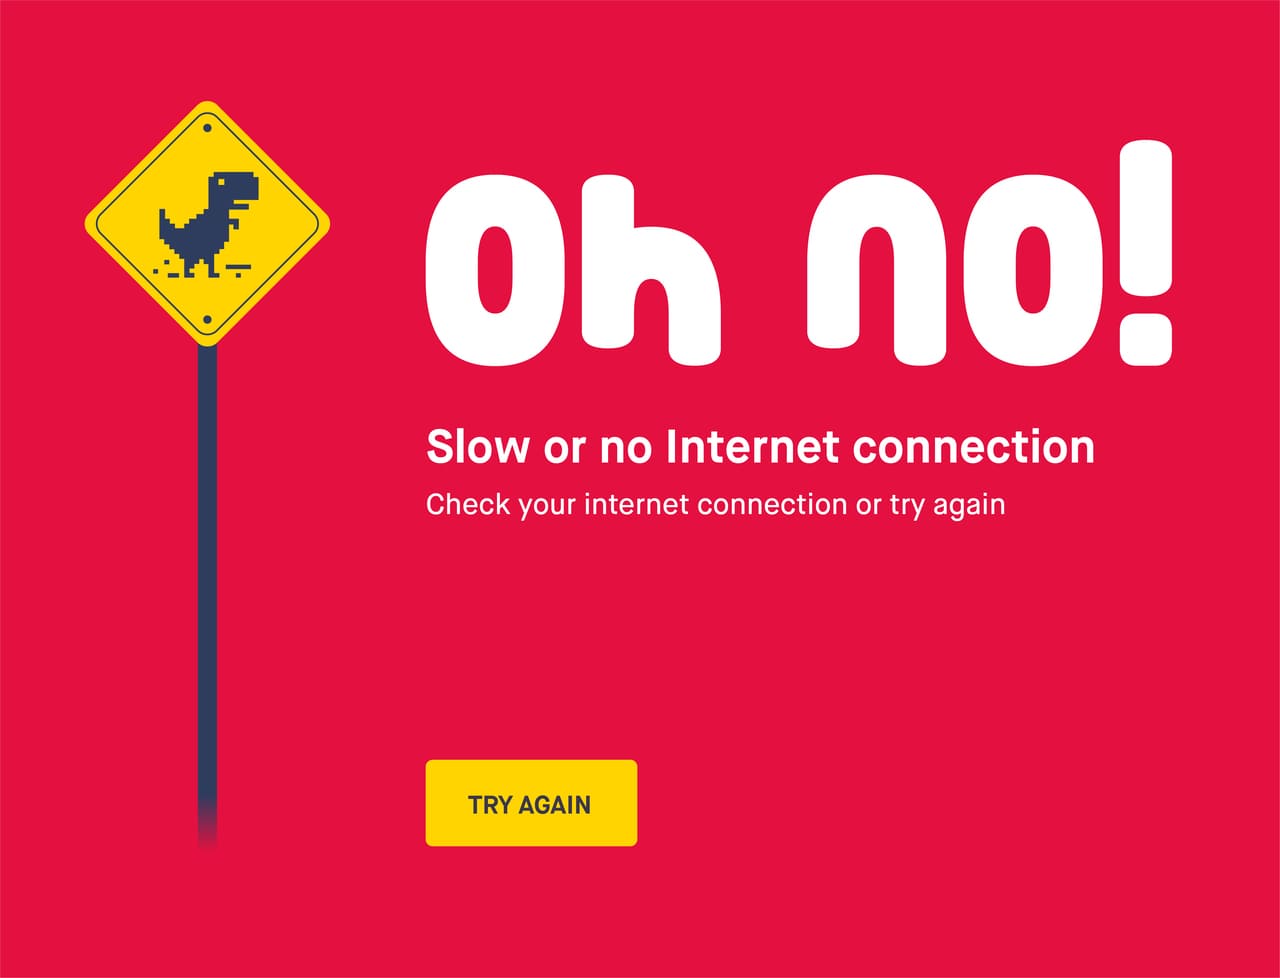 Oh no!
Slow or no Internet connection
Check your internet connection or try again
TRY AGAIN